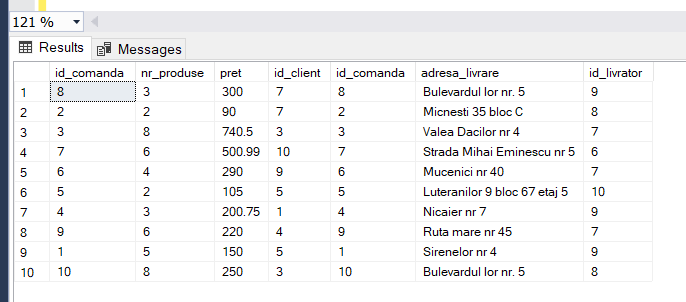 121 %
Results Messages
id_comanda nr_produse pret id_client id_comanda adresa_livrare id_livrator
1 8 3 300 7 8 Bulevardul lor nr. 5 9
2 2 2 90 7 2 Micnesti 35 bloc C 8
3 3 8 740.5 3 3 Valea Dacilor nr 4 7
4 7 6 500.99 10 7 Strada Mihai Eminescu nr 5 6
5 6 4 290 9 6 Mucenici nr 40 7
6 5 2 105 5 5 Luteranilor 9 bloc 67 etaj 5 10
7 4 3 200.75 1 4 Nicaier nr 7 9
8 9 6 220 4 9 Ruta mare nr 45 7
9 1 5 150 5 1 Sirenelor nr 4 9
10 10 8 250 3 10 Bulevardul lor nr. 5 8